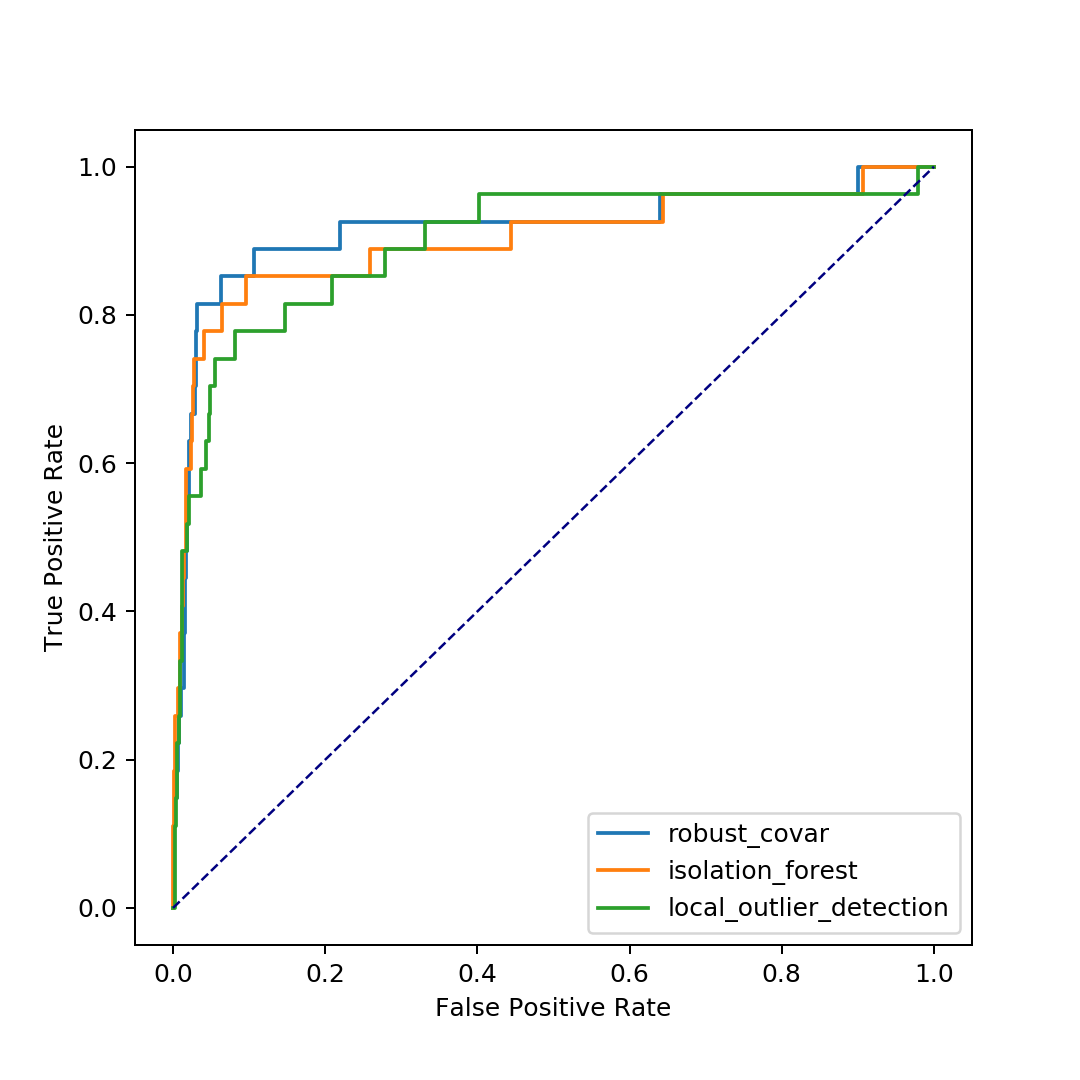 1.0
0.8
0.6
0.4
0.2
0.0
True Positive Rate
robust_covar
isolation_forest
local_outlier_detection
0.0 0.2 0.4 0.6 0.8 1.0
False Positive Rate